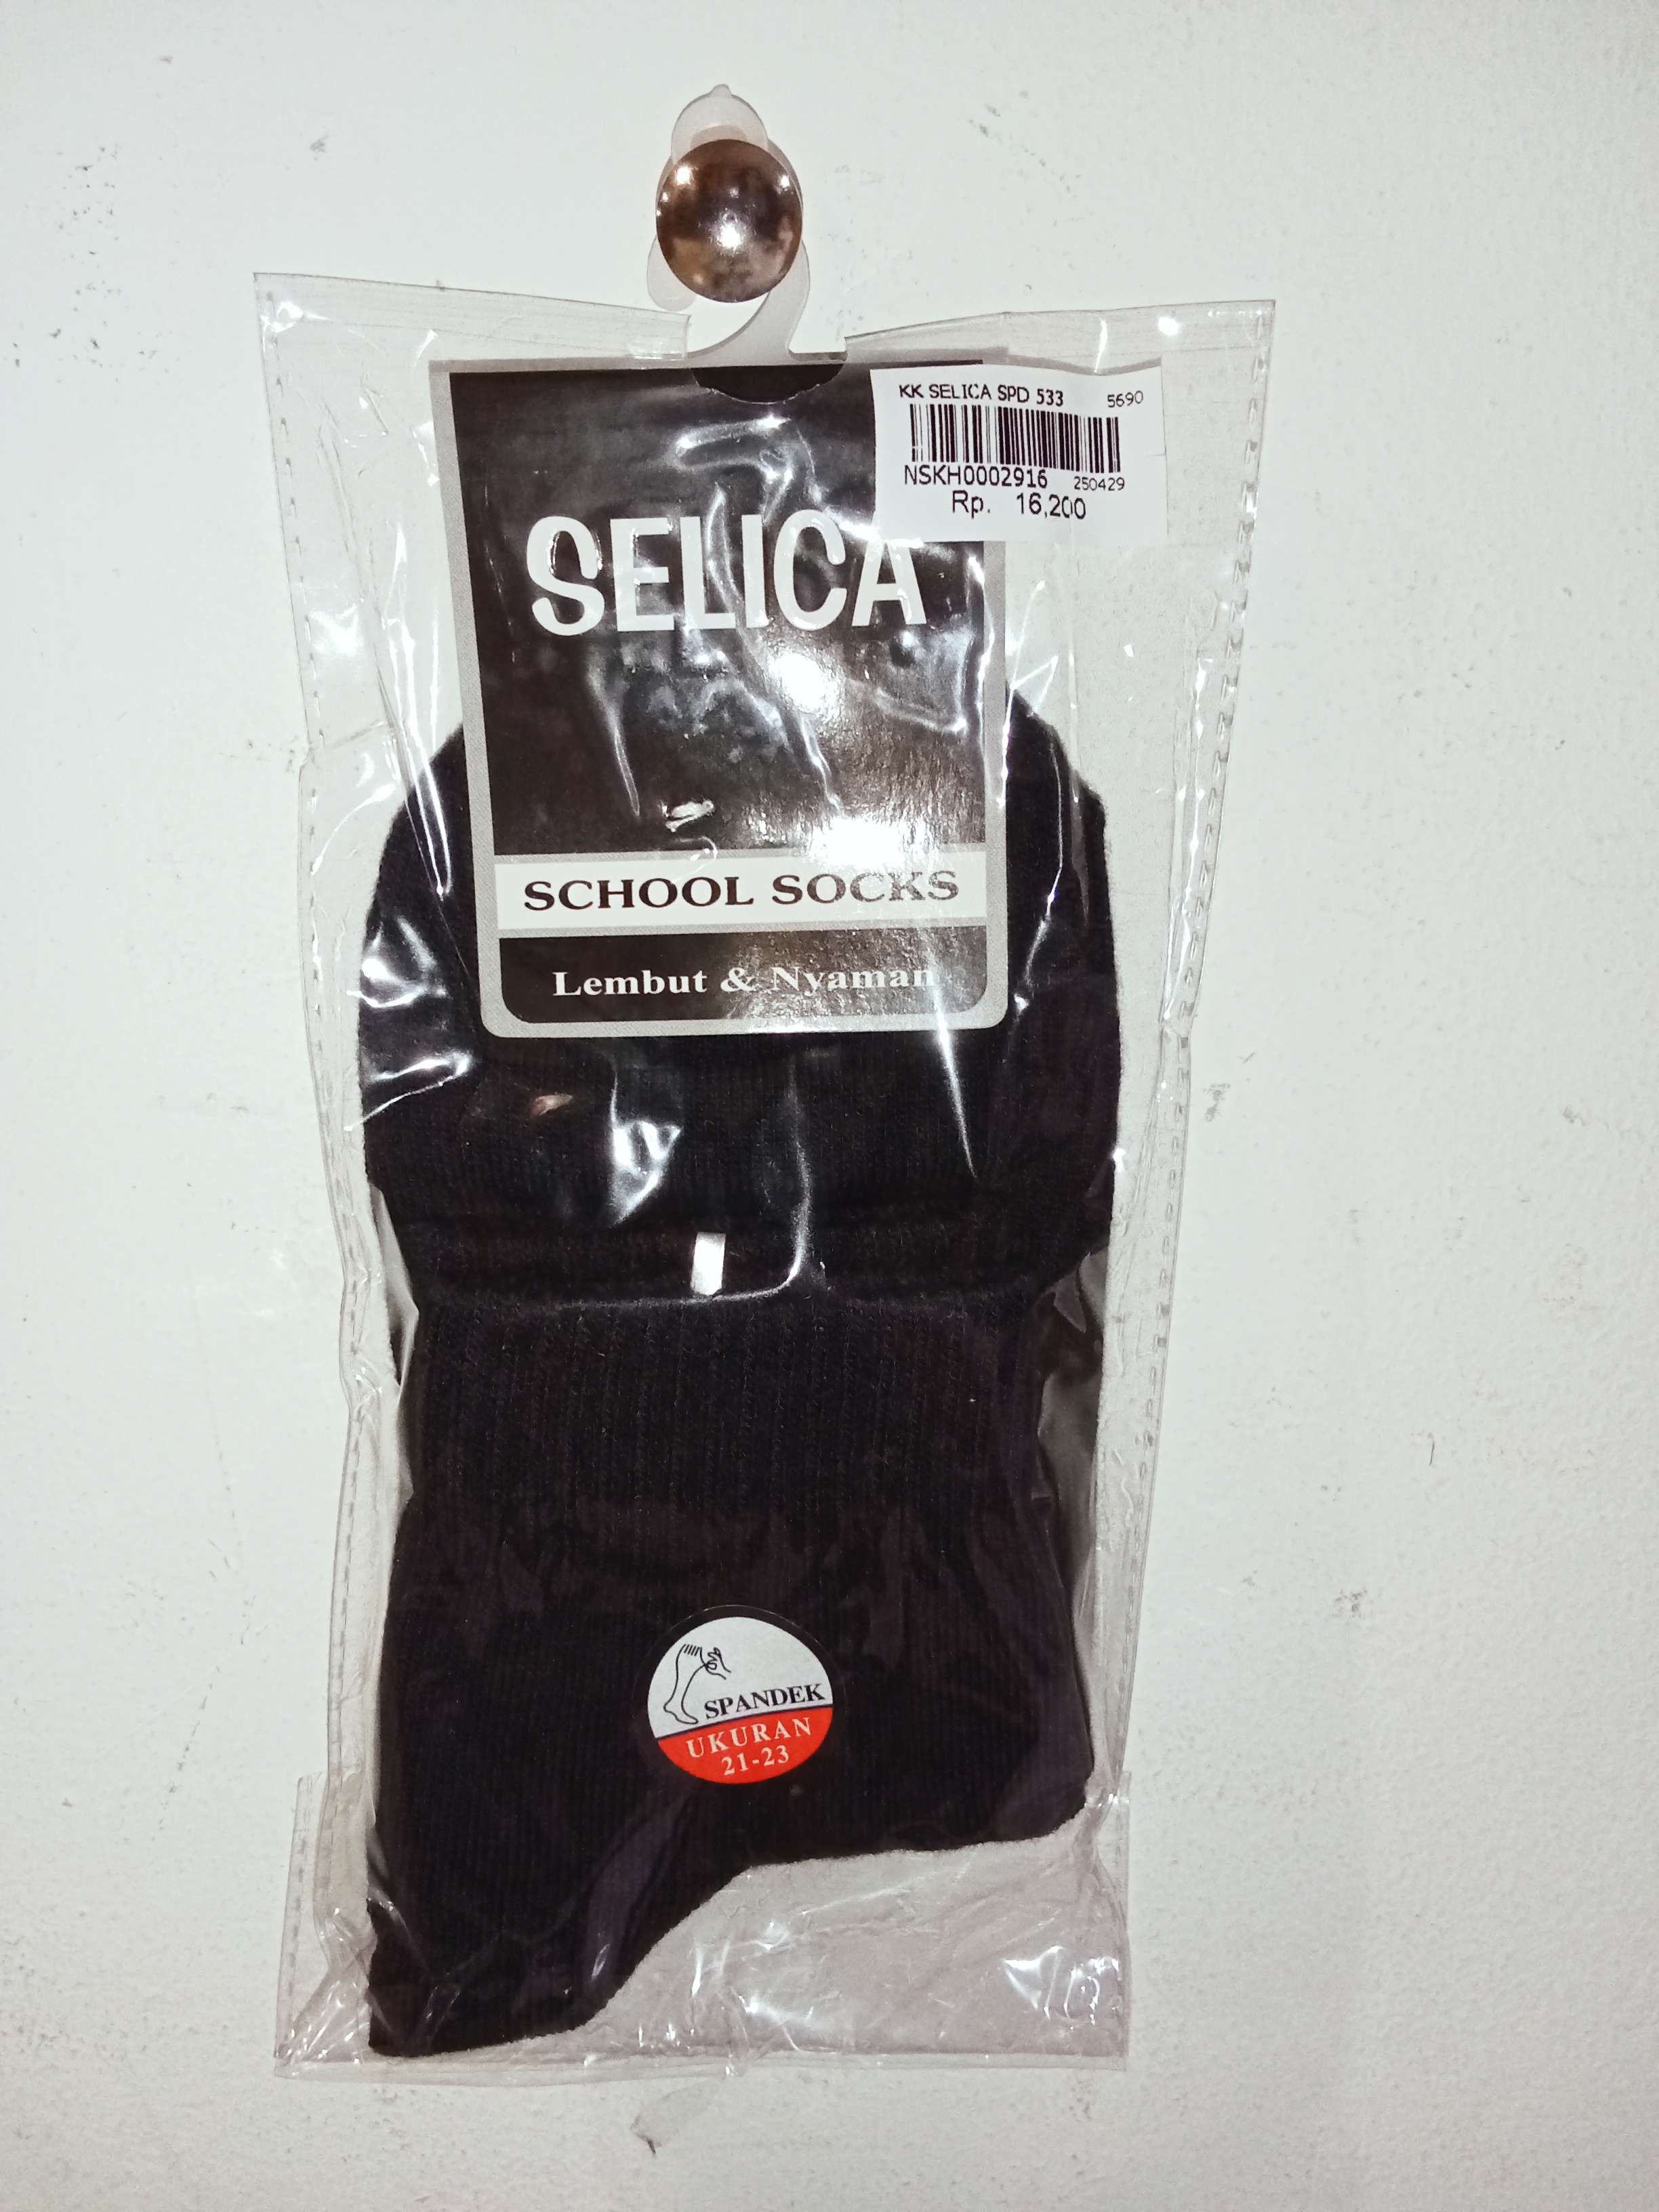 KK SELICA SPD 533 5690
NSKH0002916 250429
Rp. 16,200
SELICA
SCHOOL SOCKS
Lembut & Nyaman
SPANDEK
UKURAN
21-23